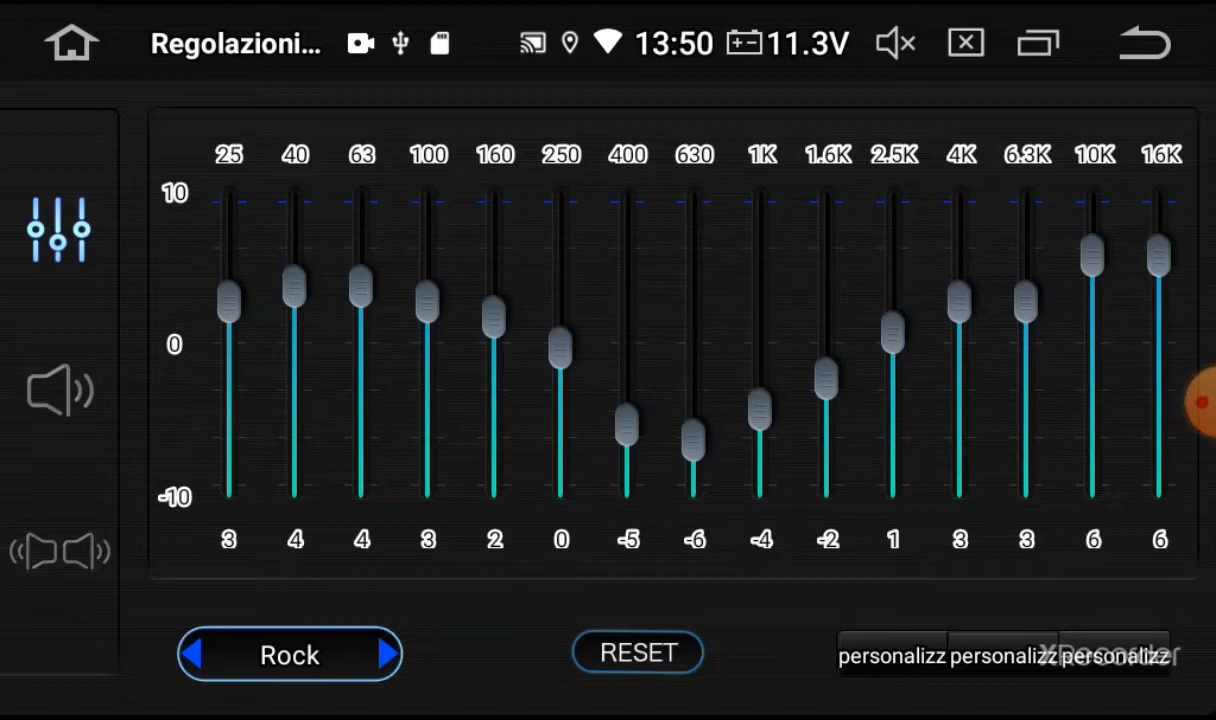 Regolazioni... 13:50 11.3V
25 40 63 100 160 250 400 630 1K 1.6K 2.5K 4K 6.3K 10K 16K
10
0
-10
3 4 4 3 2 0 -5 -6 -4 -2 1 3 3 6 6
Rock RESET personalizz personalizz personalizz
XRecorder